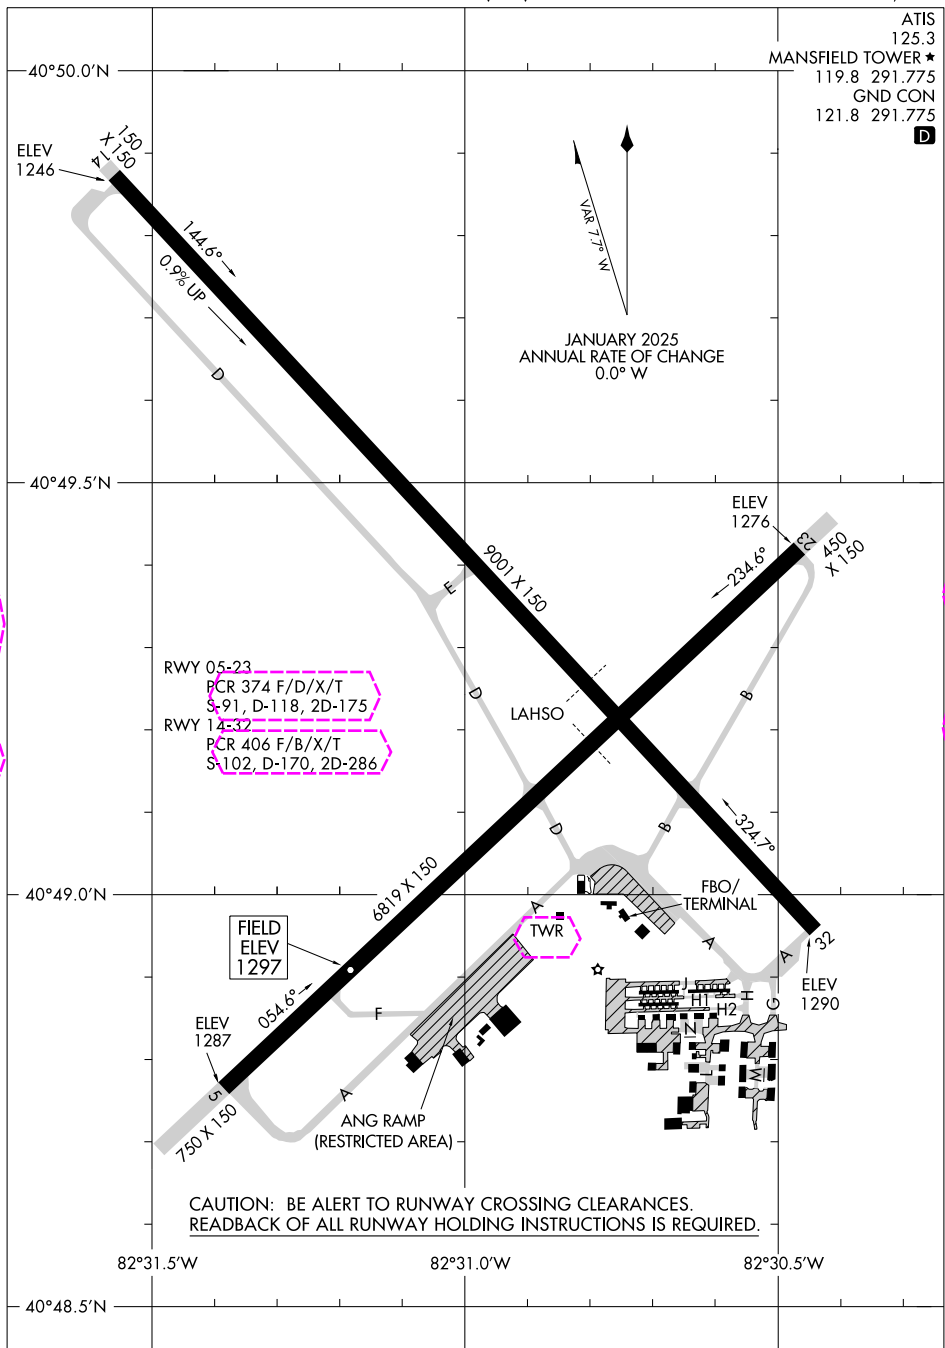 ATIS
125.3
MANSFIELD TOWER ★
119.8 291.775
GND CON
121.8 291.775
D
40°50.0'N
150
X 150
14
ELEV
1246
144.6°
0.9% UP
VAR 7.7° W
JANUARY 2025
ANNUAL RATE OF CHANGE
0.0° W
D
40°49.5'N
ELEV
1276
23
450
X 150
9001 X 150
234.6°
E
RWY 05-23
PCR 374 F/D/X/T
S-91, D-118, 2D-175
RWY 14-32
PCR 406 F/B/X/T
S-102, D-170, 2D-286
D
LAHSO
B
D
B
324.7°
40°49.0'N
6819 X 150
A
FBO/
TERMINAL
TWR
FIELD
ELEV
1297
A
A
32
ELEV
1290
054.6°
F
J
H1
H
H2
G
N
L
M
ELEV
1287
5
750 X 150
A
ANG RAMP
(RESTRICTED AREA)
CAUTION: BE ALERT TO RUNWAY CROSSING CLEARANCES.
READBACK OF ALL RUNWAY HOLDING INSTRUCTIONS IS REQUIRED.
82°31.5'W
82°31.0'W
82°30.5'W
40°48.5'N